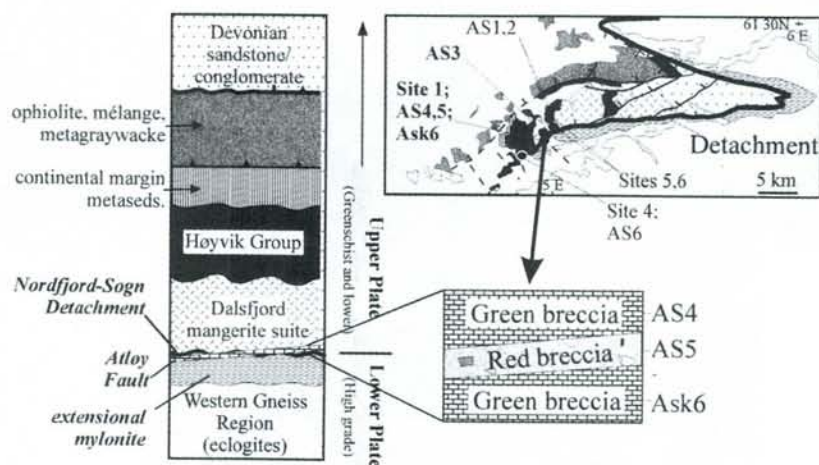 Devonian
sandstone/
conglomerate
ophiolite, mélange,
metagraywacke
continental margin
metaseds.
Høyvik Group
Nordfjord-Sogn
Detachment
Dalsfjord
mangerite suite
Atloy
Fault
extensional
mylonite
Western Gneiss
Region
(eclogites)
Upper Plate
(Greenschist and lower)
Lower Plate
(High grade)
AS1,2
AS3
Site 1;
AS4,5;
Ask6
61 30N +
6 E
Detachment
5 E
Sites 5,6
5 km
Site 4;
AS6
Green breccia
AS4
Red breccia
AS5
Green breccia
Ask6